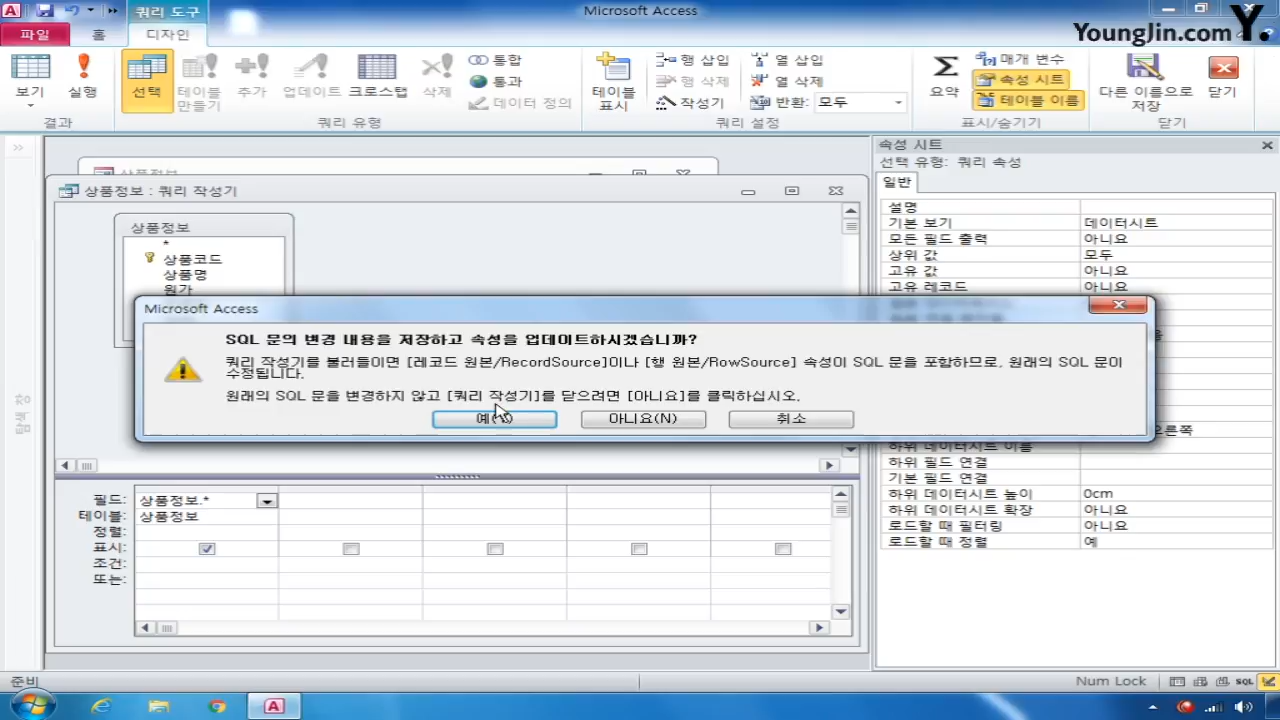 쿼리 도구
Microsoft Access
YoungJin.com Y.
파일
홈
디자인
보기
실행
결과
선택
테이블 만들기
추가
업데이트
크로스탭
삭제
통합
통과
데이터 정의
쿼리 유형
테이블 표시
행 삽입
행 삭제
작성기
열 삽입
열 삭제
반환: 모두
쿼리 설정
요약
매개 변수
속성 시트
테이블 이름
표시/숨기기
다른 이름으로 저장
닫기
닫기
상품정보 : 쿼리 작성기
상품정보
*
상품코드
상품명
원가
속성 시트
선택 유형: 쿼리 속성
일반
설명
기본 보기 데이터시트
모든 필드 출력 아니요
상위 값 모두
고유 값 아니요
고유 레코드 아니요
Microsoft Access
SQL 문의 변경 내용을 저장하고 속성을 업데이트하시겠습니까?
쿼리 작성기를 불러들이면 [레코드 원본/RecordSource]이나 [행 원본/RowSource] 속성이 SQL 문을 포함하므로, 원래의 SQL 문이
수정됩니다.
원래의 SQL 문을 변경하지 않고 [쿼리 작성기]를 닫으려면 [아니요]를 클릭하십시오.
아니요(N)
취소
오른쪽
하위 데이터시트 이름
하위 필드 연결
기본 필드 연결
하위 데이터시트 높이 0cm
하위 데이터시트 확장 아니요
로드할 때 필터링 아니요
로드할 때 정렬 예
탐색 창
필드: 상품정보.*
테이블: 상품정보
정렬:
표시:
조건:
또는:
준비
Num Lock
SQL